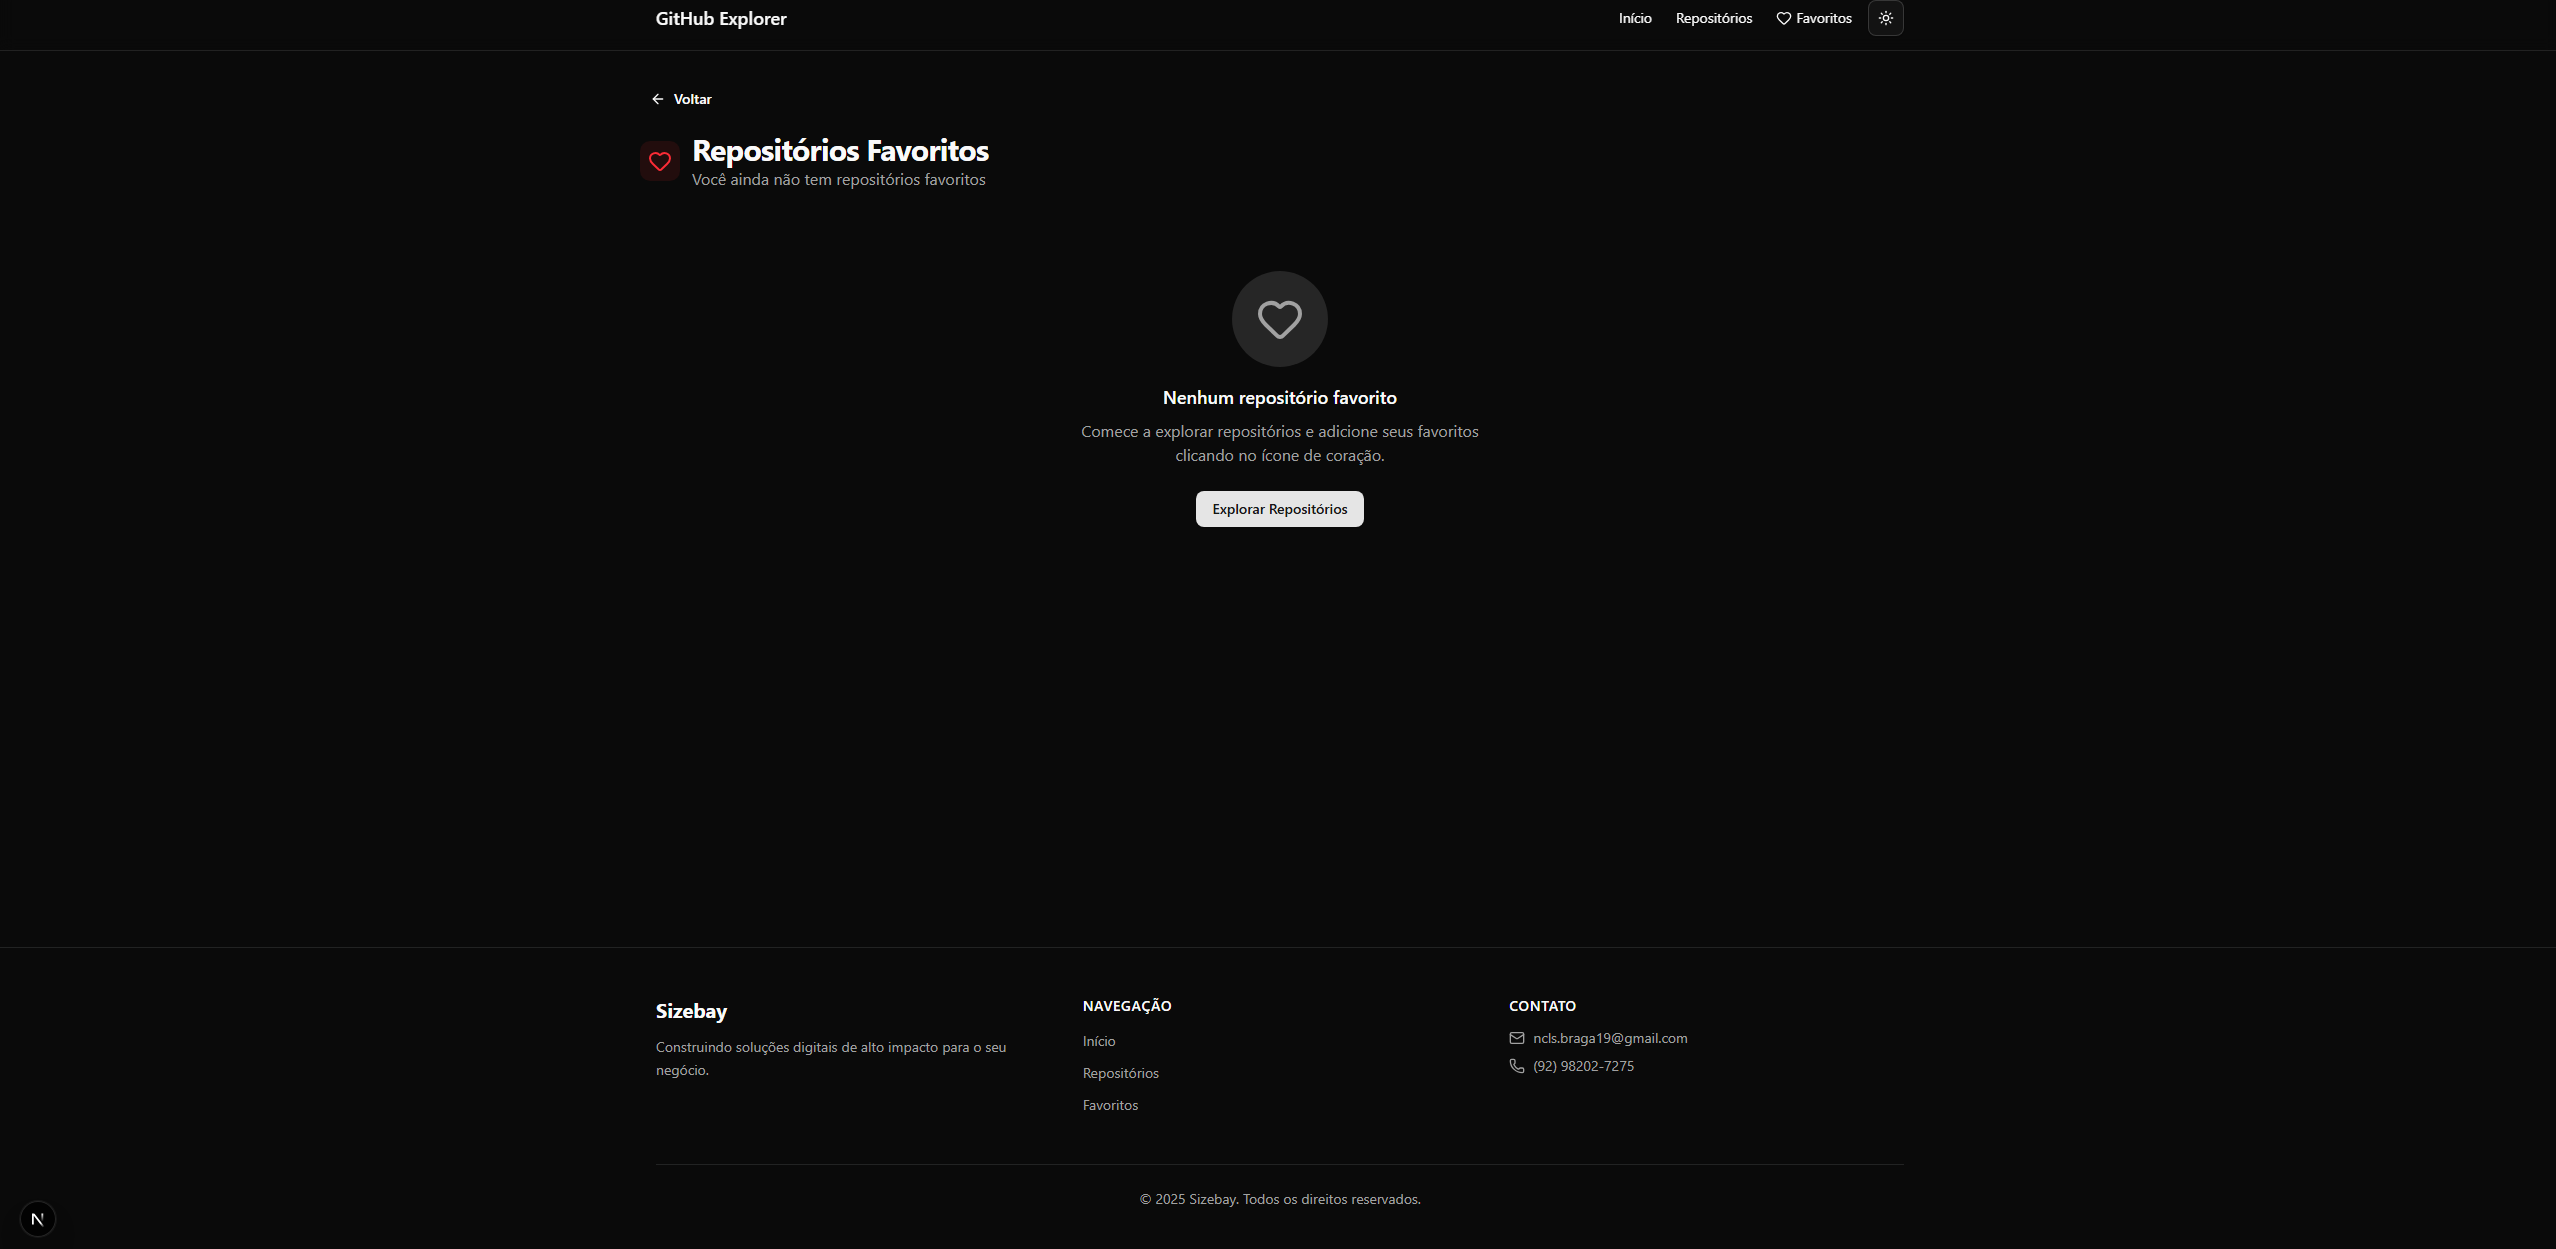 GitHub Explorer
Início
Repositórios
Favoritos
Voltar
Repositórios Favoritos
Você ainda não tem repositórios favoritos
Nenhum repositório favorito
Comece a explorar repositórios e adicione seus favoritos
clicando no ícone de coração.
Explorar Repositórios
Sizebay
Construindo soluções digitais de alto impacto para o seu
negócio.
NAVEGAÇÃO
Início
Repositórios
Favoritos
CONTATO
ncls.braga19@gmail.com
(92) 98202-7275
© 2025 Sizebay. Todos os direitos reservados.
N